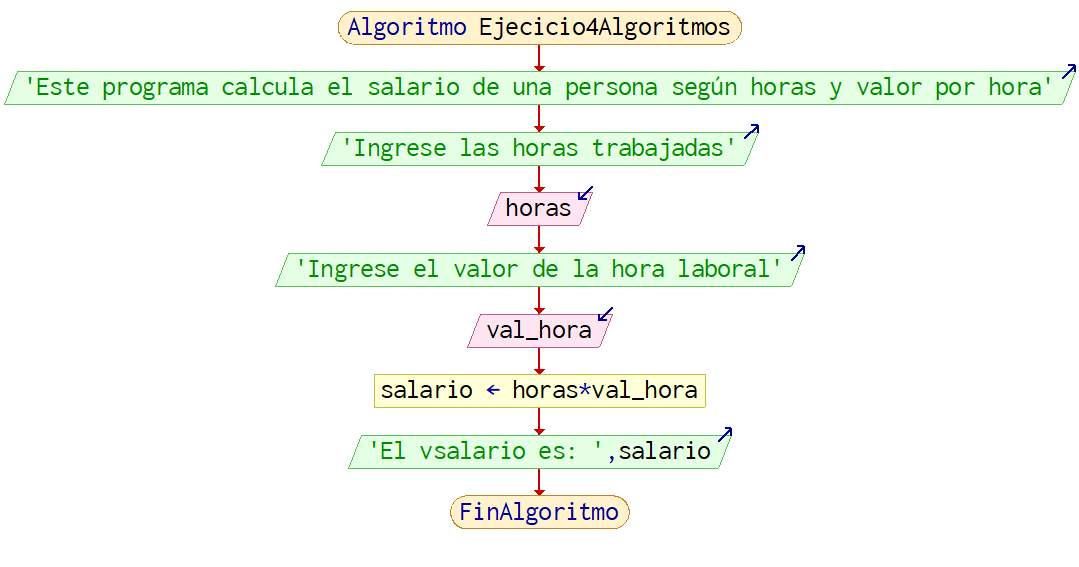 Algoritmo Ejecicio4Algoritmos
'Este programa calcula el salario de una persona según horas y valor por hora'
'Ingrese las horas trabajadas'
horas
'Ingrese el valor de la hora laboral'
val_hora
salario ← horas*val_hora
'El vsalario es: ',salario
FinAlgoritmo